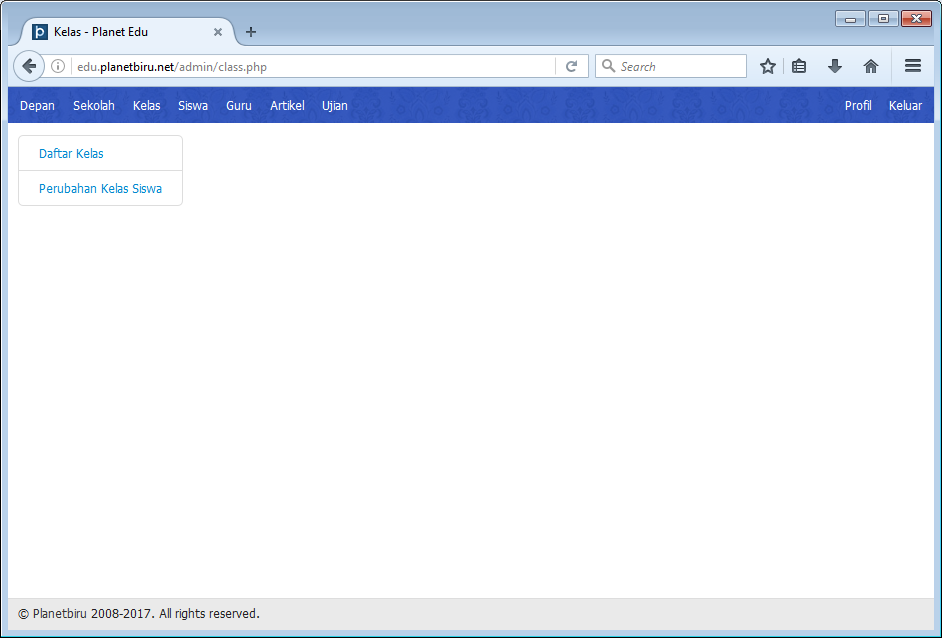 Kelas - Planet Edu
edu.planetbiru.net/admin/class.php
Search
Depan Sekolah Kelas Siswa Guru Artikel Ujian Profil Keluar
Daftar Kelas
Perubahan Kelas Siswa
© Planetbiru 2008-2017. All rights reserved.